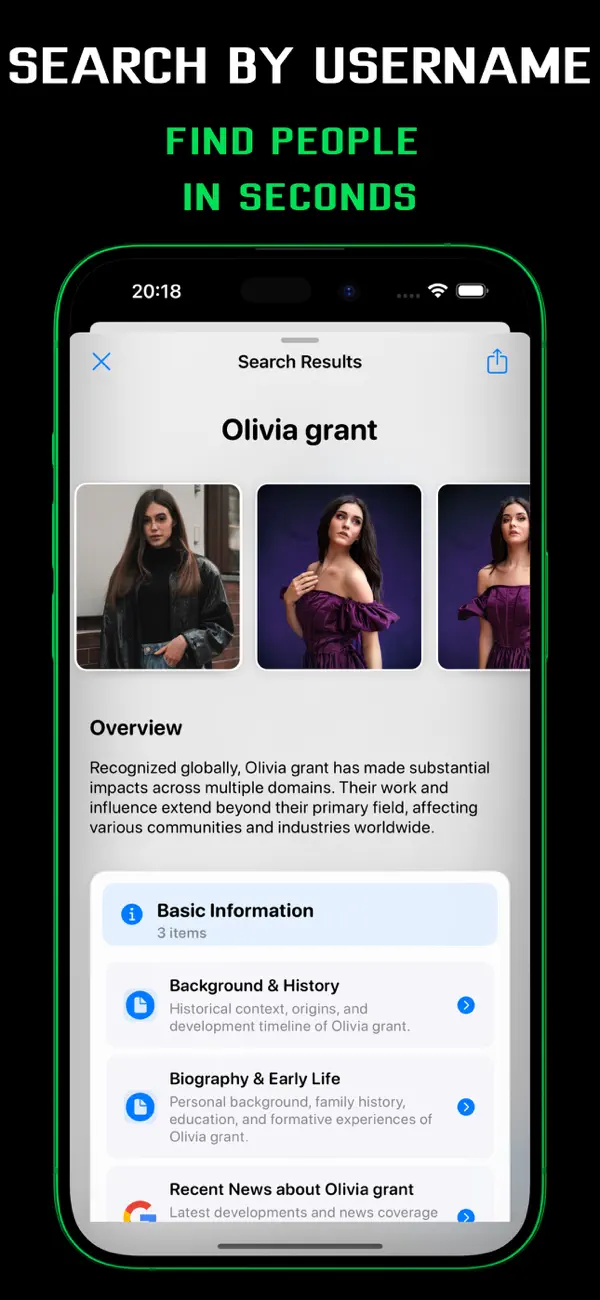 SEARCH BY USERNAME
FIND PEOPLE
IN SECONDS
20:18
Search Results
Olivia grant
Overview
Recognized globally, Olivia grant has made substantial
impacts across multiple domains. Their work and
influence extend beyond their primary field, affecting
various communities and industries worldwide.
Basic Information
3 items
Background & History
Historical context, origins, and
development timeline of Olivia grant.
Biography & Early Life
Personal background, family history,
education, and formative experiences of
Olivia grant.
Recent News about Olivia grant
Latest developments and news coverage